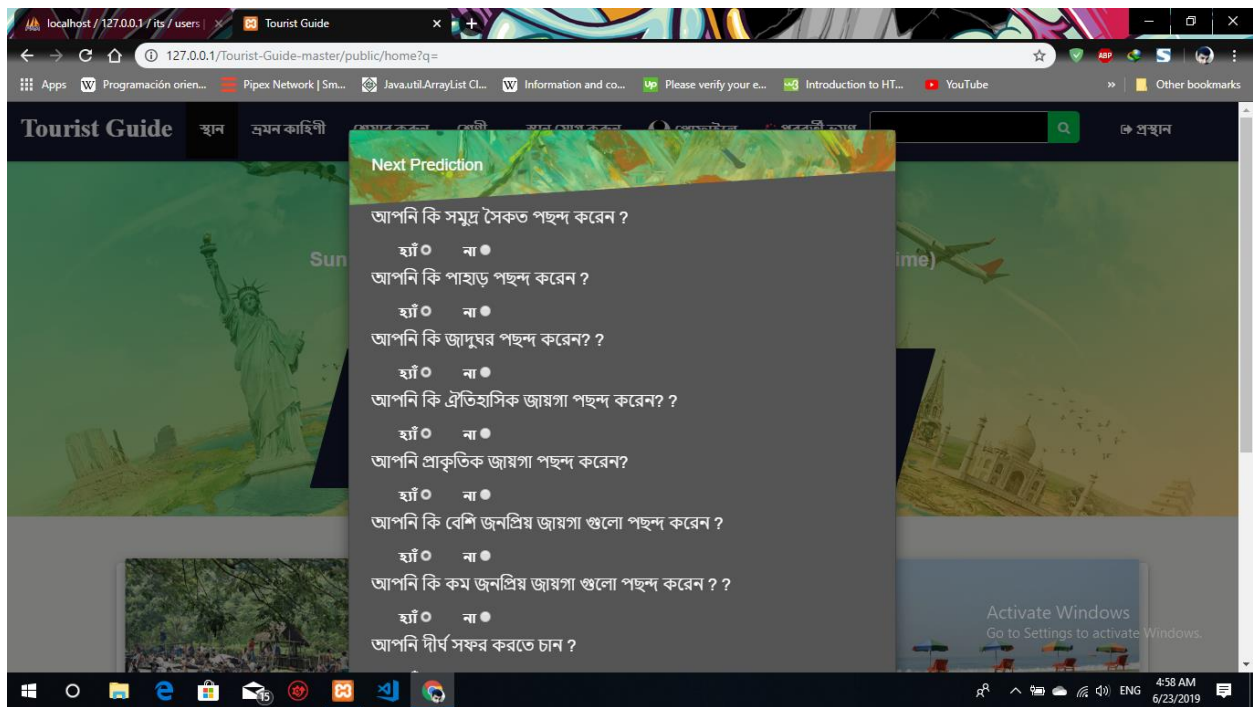 localhost / 127.0.0.1 / its / users |
Tourist Guide
127.0.0.1/Tourist-Guide-master/public/home?q=
Apps Programación orien... Pipex Network | Sm... Java.util.ArrayList Cl... Information and co... Please verify your e... Introduction to HT... YouTube » Other bookmarks
Tourist Guide স্থান ভ্রমন কাহিণী প্রস্থান
Next Prediction
আপনি কি সমুদ্র সৈকত পছন্দ করেন ?
হ্যাঁ না
Sun ime)
আপনি কি পাহাড় পছন্দ করেন ?
হ্যাঁ না
আপনি কি জাদুঘর পছন্দ করেন? ?
হ্যাঁ না
আপনি কি ঐতিহাসিক জায়গা পছন্দ করেন? ?
হ্যাঁ না
আপনি প্রাকৃতিক জায়গা পছন্দ করেন?
হ্যাঁ না
আপনি কি বেশি জনপ্রিয় জায়গা গুলো পছন্দ করেন ?
হ্যাঁ না
আপনি কি কম জনপ্রিয় জায়গা গুলো পছন্দ করেন ? ?
হ্যাঁ না
আপনি দীর্ঘ সফর করতে চান ?
Activate Windows
Go to Settings to activate Windows.
15 ENG 4:58 AM
6/23/2019